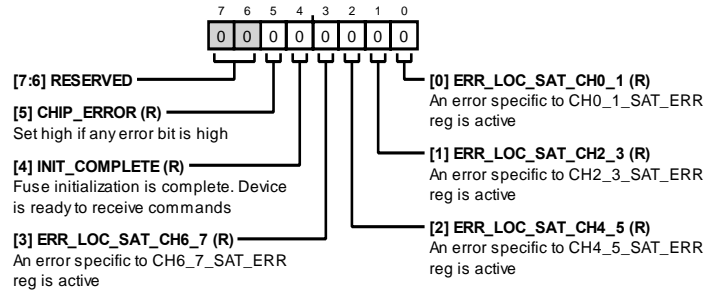 7 6 5 4 3 2 1 0
0 0 0 0 0 0 0 0
[7:6] RESERVED
[5] CHIP_ERROR (R)
Set high if any error bit is high
[4] INIT_COMPLETE (R)
Fuse initialization is complete. Device
is ready to receive commands
[3] ERR_LOC_SAT_CH6_7 (R)
An error specific to CH6_7_SAT_ERR
reg is active
[0] ERR_LOC_SAT_CH0_1 (R)
An error specific to CH0_1_SAT_ERR
reg is active
[1] ERR_LOC_SAT_CH2_3 (R)
An error specific to CH2_3_SAT_ERR
reg is active
[2] ERR_LOC_SAT_CH4_5 (R)
An error specific to CH4_5_SAT_ERR
reg is active